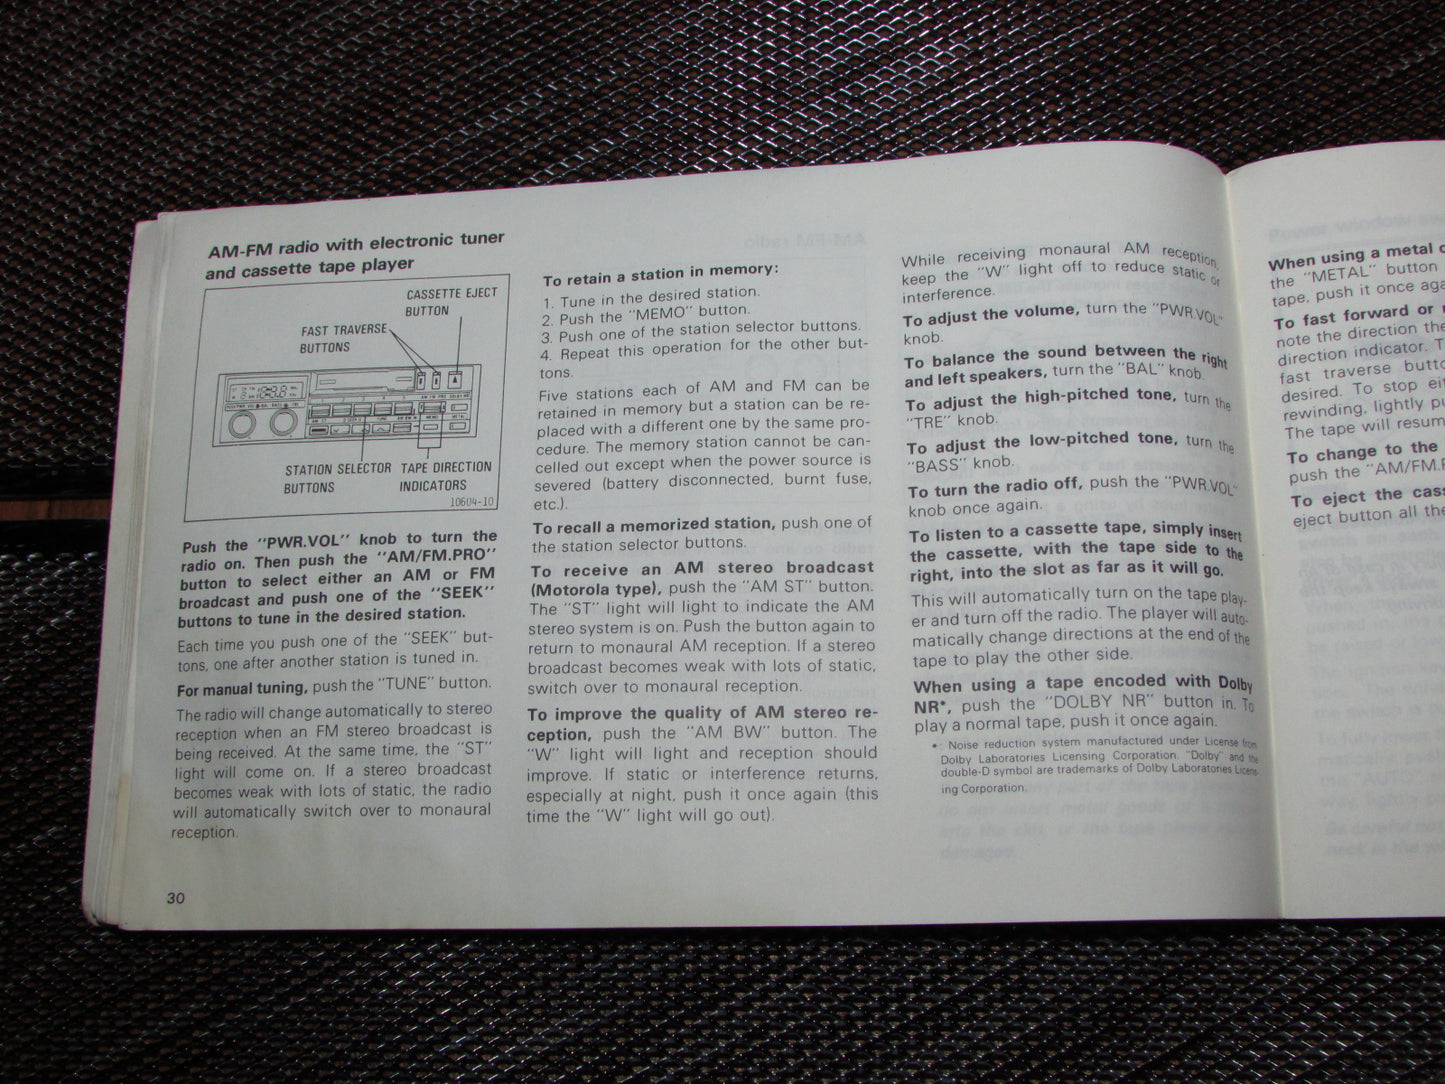 AM-FM radio with electronic tuner
and cassette tape player
CASSETTE EJECT
BUTTON
FAST TRAVERSE
BUTTONS
STATION SELECTOR
BUTTONS
TAPE DIRECTION
INDICATORS
10604-10
Push the "PWR.VOL" knob to turn the
radio on. Then push the "AM/FM.PRO"
button to select either an AM or FM
broadcast and push one of the "SEEK"
buttons to tune in the desired station.
Each time you push one of the "SEEK" but-
tons, one after another station is tuned in.
For manual tuning, push the "TUNE" button.
The radio will change automatically to stereo
reception when an FM stereo broadcast is
being received. At the same time, the "ST"
light will come on. If a stereo broadcast
becomes weak with lots of static, the radio
will automatically switch over to monaural
reception.
30
To retain a station in memory:
1. Tune in the desired station.
2. Push the "MEMO" button.
3. Push one of the station selector buttons.
4. Repeat this operation for the other but-
tons.
Five stations each of AM and FM can be
retained in memory but a station can be re-
placed with a different one by the same pro-
cedure. The memory station cannot be can-
celled out except when the power source is
severed (battery disconnected, burnt fuse,
etc.).
To recall a memorized station, push one of
the station selector buttons.
To receive an AM stereo broadcast
(Motorola type), push the "AM ST" button.
The "ST" light will light to indicate the AM
stereo system is on. Push the button again to
return to monaural AM reception. If a stereo
broadcast becomes weak with lots of static,
switch over to monaural reception.
To improve the quality of AM stereo re-
ception, push the "AM BW" button. The
"W" light will light and reception should
improve. If static or interference returns,
especially at night, push it once again (this
time the "W" light will go out).
While receiving monaural AM reception,
keep the "W" light off to reduce static or
interference.
To adjust the volume, turn the "PWR.VOL"
knob.
To balance the sound between the right
and left speakers, turn the "BAL" knob.
To adjust the high-pitched tone, turn the
"TRE" knob.
To adjust the low-pitched tone, turn the
"BASS" knob.
To turn the radio off, push the "PWR.VOL"
knob once again.
To listen to a cassette tape, simply insert
the cassette, with the tape side to the
right, into the slot as far as it will go.
This will automatically turn on the tape play-
er and turn off the radio. The player will auto-
matically change directions at the end of the
tape to play the other side.
When using a tape encoded with Dolby
NR*, push the "DOLBY NR" button in. To
play a normal tape, push it once again.
*: Noise reduction system manufactured under License from
Dolby Laboratories Licensing Corporation. "Dolby" and the
double-D symbol are trademarks of Dolby Laboratories Licens-
ing Corporation.
When using a metal
the "METAL" button
tape, push it once
To fast forward or
note the direction
direction indicator.
fast traverse
desired. To stop
rewinding, lightly
The tape will
To change to the
push the
To eject the
eject button all